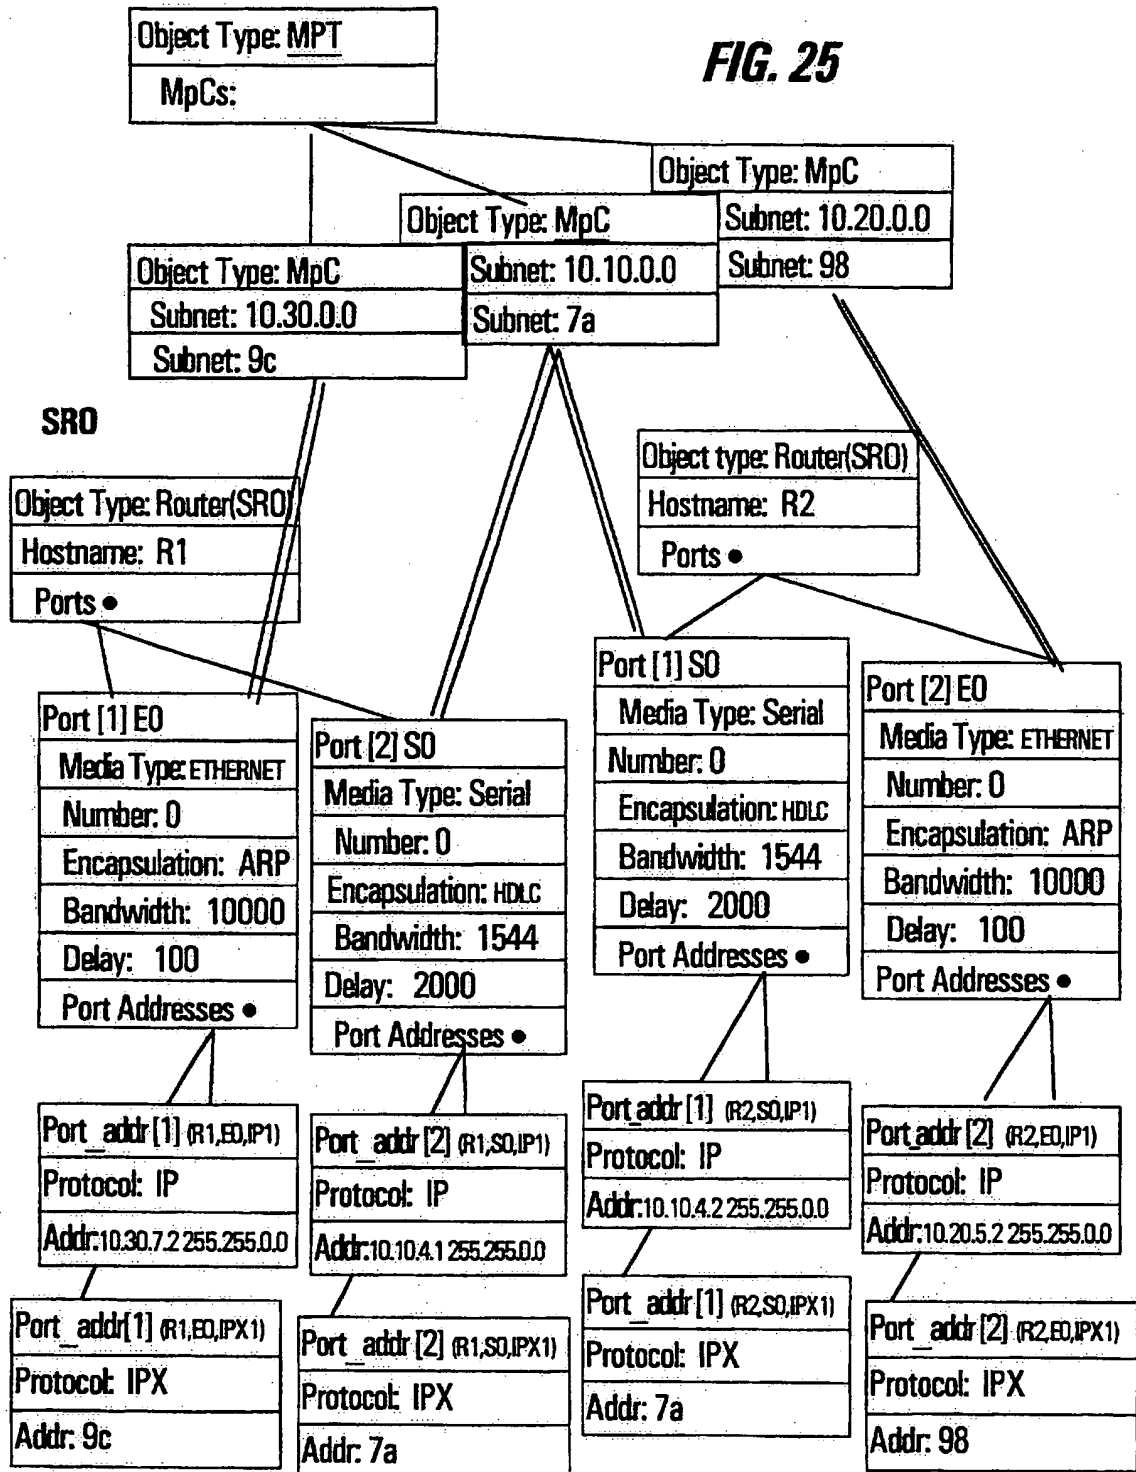 Object Type: MPT
MpCs:
FIG. 25
Object Type: MpC
Subnet: 10.20.0.0
Subnet: 98
Object Type: MpC
Subnet: 10.10.0.0
Subnet: 7a
Object Type: MpC
Subnet: 10.30.0.0
Subnet: 9c
SRO
Object Type: Router(SRO)
Hostname: R1
Ports •
Object type: Router(SRO)
Hostname: R2
Ports •
Port [1] E0
Media Type: ETHERNET
Number: 0
Encapsulation: ARP
Bandwidth: 10000
Delay: 100
Port Addresses •
Port [2] S0
Media Type: Serial
Number: 0
Encapsulation: HDLC
Bandwidth: 1544
Delay: 2000
Port Addresses •
Port [1] S0
Media Type: Serial
Number: 0
Encapsulation: HDLC
Bandwidth: 1544
Delay: 2000
Port Addresses •
Port [2] E0
Media Type: ETHERNET
Number: 0
Encapsulation: ARP
Bandwidth: 10000
Delay: 100
Port Addresses •
Port_addr [1] (R1,E0,IP1)
Protocol: IP
Addr:10.30.7.2 255.255.0.0
Port_addr [2] (R1,S0,IP1)
Protocol: IP
Addr:10.10.4.1 255.255.0.0
Port_addr [1] (R2,S0,IP1)
Protocol: IP
Addr:10.10.4.2 255.255.0.0
Port_addr [2] (R2,E0,IP1)
Protocol: IP
Addr:10.20.5.2 255.255.0.0
Port_addr[1] (R1,E0,IPX1)
Protocol: IPX
Addr: 9c
Port_addr [2] (R1,S0,IPX1)
Protocol: IPX
Addr: 7a
Port_addr [1] (R2,S0,IPX1)
Protocol: IPX
Addr: 7a
Port_addr [2] (R2,E0,IPX1)
Protocol: IPX
Addr: 98